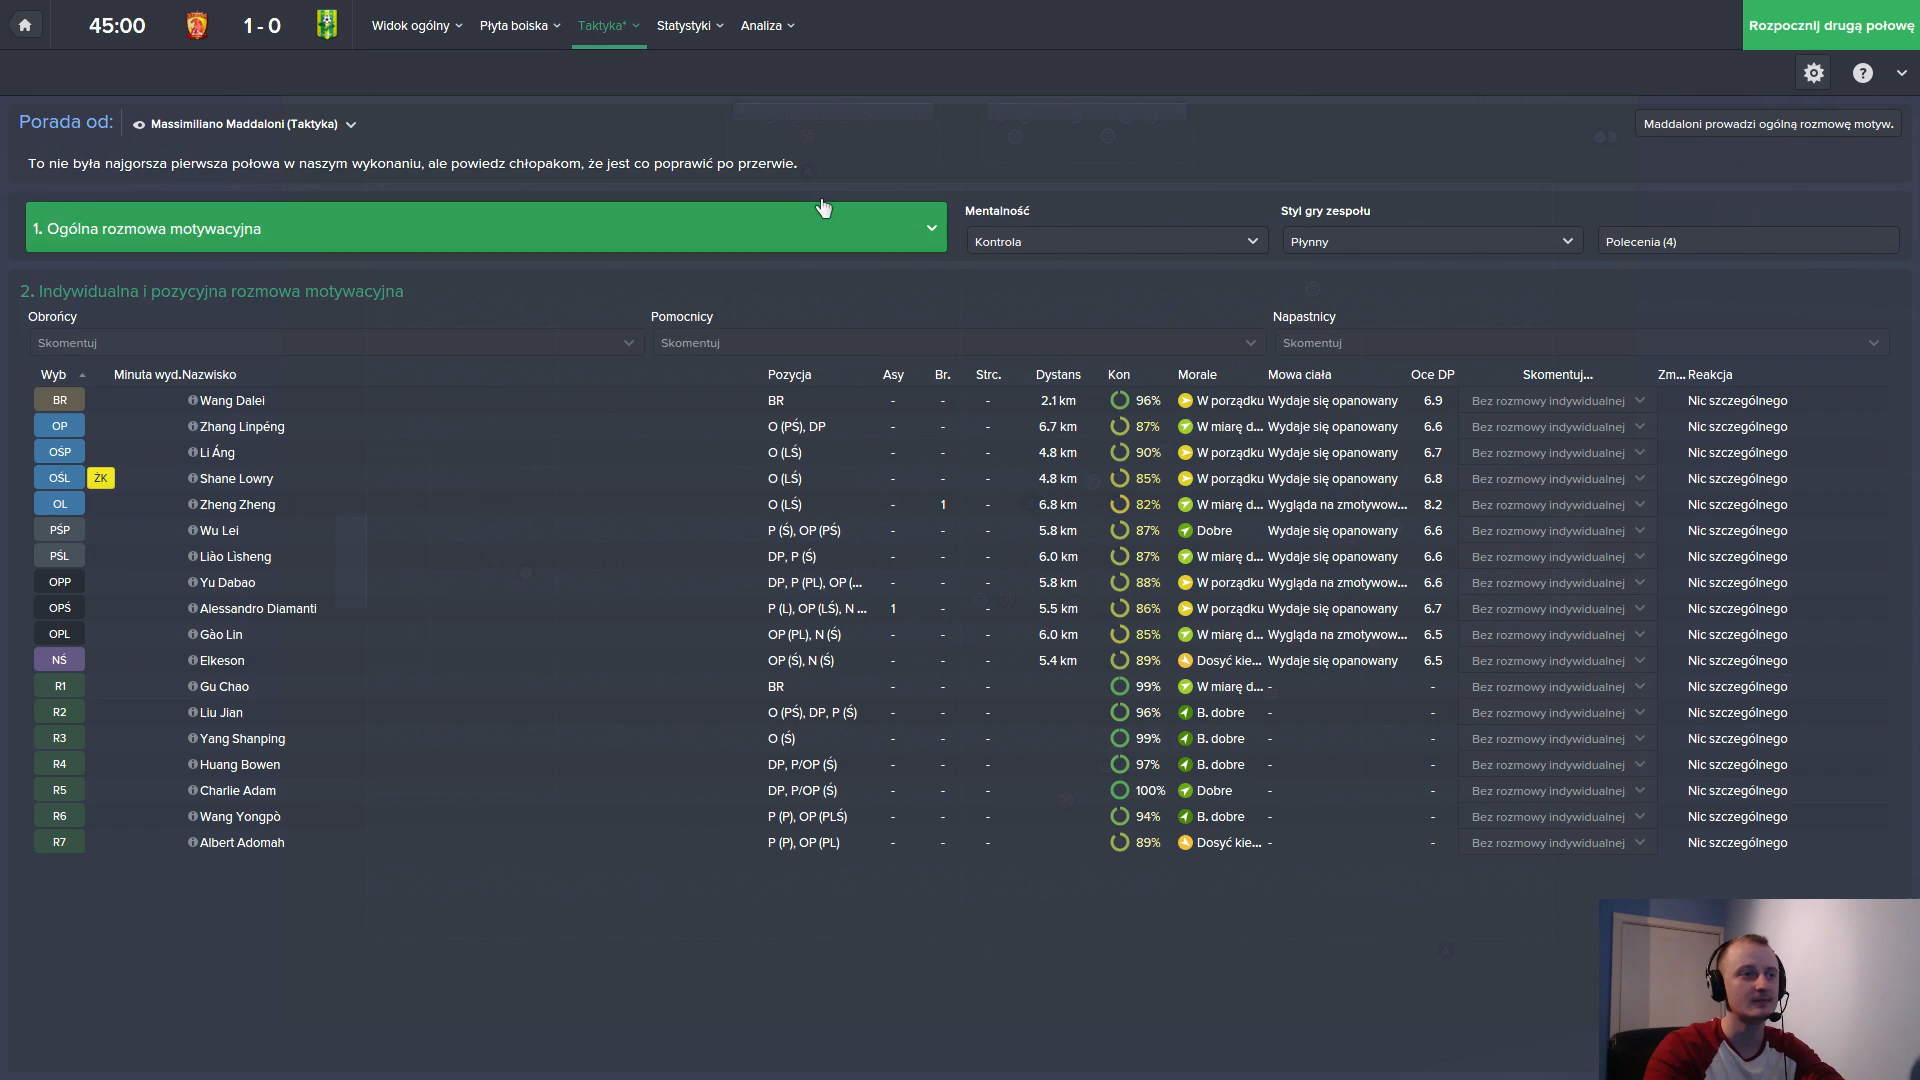 45:00 1 - 0 Widok ogólny Płyta boiska Taktyka* Statystyki Analiza Rozpocznij drugą połowę
?
Porada od: Massimiliano Maddaloni (Taktyka) Maddaloni prowadzi ogólną rozmowę motyw.
To nie była najgorsza pierwsza połowa w naszym wykonaniu, ale powiedz chłopakom, że jest co poprawić po przerwie.
1. Ogólna rozmowa motywacyjna
Mentalność Styl gry zespołu
Kontrola Płynny Polecenia (4)
2. Indywidualna i pozycyjna rozmowa motywacyjna
Obrońcy Pomocnicy Napastnicy
Skomentuj Skomentuj Skomentuj
Wyb Minuta wyd. Nazwisko Pozycja Asy Br. Strc. Dystans Kon Morale Mowa ciała Oce DP Skomentuj... Zm... Reakcja
BR Wang Dalei BR - - - 2.1 km 96% W porządku Wydaje się opanowany 6.9 Bez rozmowy indywidualnej Nic szczególnego
OP Zhang Linpéng O (PŚ), DP - - - 6.7 km 87% W miarę d... Wydaje się opanowany 6.6 Bez rozmowy indywidualnej Nic szczególnego
OŚP Li Áng O (LŚ) - - - 4.8 km 90% W porządku Wydaje się opanowany 6.7 Bez rozmowy indywidualnej Nic szczególnego
OŚL ŻK Shane Lowry O (LŚ) - - - 4.8 km 85% W porządku Wydaje się opanowany 6.8 Bez rozmowy indywidualnej Nic szczególnego
OL Zheng Zheng O (LŚ) - 1 - 6.8 km 82% W miarę d... Wygląda na zmotywow... 8.2 Bez rozmowy indywidualnej Nic szczególnego
PŚP Wu Lei P (Ś), OP (PŚ) - - - 5.8 km 87% Dobre Wydaje się opanowany 6.6 Bez rozmowy indywidualnej Nic szczególnego
PŚL Liào Lìsheng DP, P (Ś) - - - 6.0 km 87% W miarę d... Wydaje się opanowany 6.6 Bez rozmowy indywidualnej Nic szczególnego
OPP Yu Dabao DP, P (PL), OP (... - - - 5.8 km 88% W porządku Wygląda na zmotywow... 6.6 Bez rozmowy indywidualnej Nic szczególnego
OPŚ Alessandro Diamanti P (L), OP (LŚ), N ... 1 - - 5.5 km 86% W porządku Wydaje się opanowany 6.7 Bez rozmowy indywidualnej Nic szczególnego
OPL Gào Lin OP (PL), N (Ś) - - - 6.0 km 85% W miarę d... Wygląda na zmotywow... 6.5 Bez rozmowy indywidualnej Nic szczególnego
NŚ Elkeson OP (Ś), N (Ś) - - - 5.4 km 89% Dosyć kie... Wydaje się opanowany 6.5 Bez rozmowy indywidualnej Nic szczególnego
R1 Gu Chao BR - - - 99% W miarę d... - - Bez rozmowy indywidualnej Nic szczególnego
R2 Liu Jian O (PŚ), DP, P (Ś) - - - 96% B. dobre - - Bez rozmowy indywidualnej Nic szczególnego
R3 Yang Shanping O (Ś) - - - 99% B. dobre - - Bez rozmowy indywidualnej Nic szczególnego
R4 Huang Bowen DP, P/OP (Ś) - - - 97% B. dobre - - Bez rozmowy indywidualnej Nic szczególnego
R5 Charlie Adam DP, P/OP (Ś) - - - 100% Dobre - - Bez rozmowy indywidualnej Nic szczególnego
R6 Wang Yongpò P (P), OP (PLŚ) - - - 94% B. dobre - - Bez rozmowy indywidualnej Nic szczególnego
R7 Albert Adomah P (P), OP (PL) - - - 89% Dosyć kie... - - Bez rozmowy indywidualnej Nic szczególnego